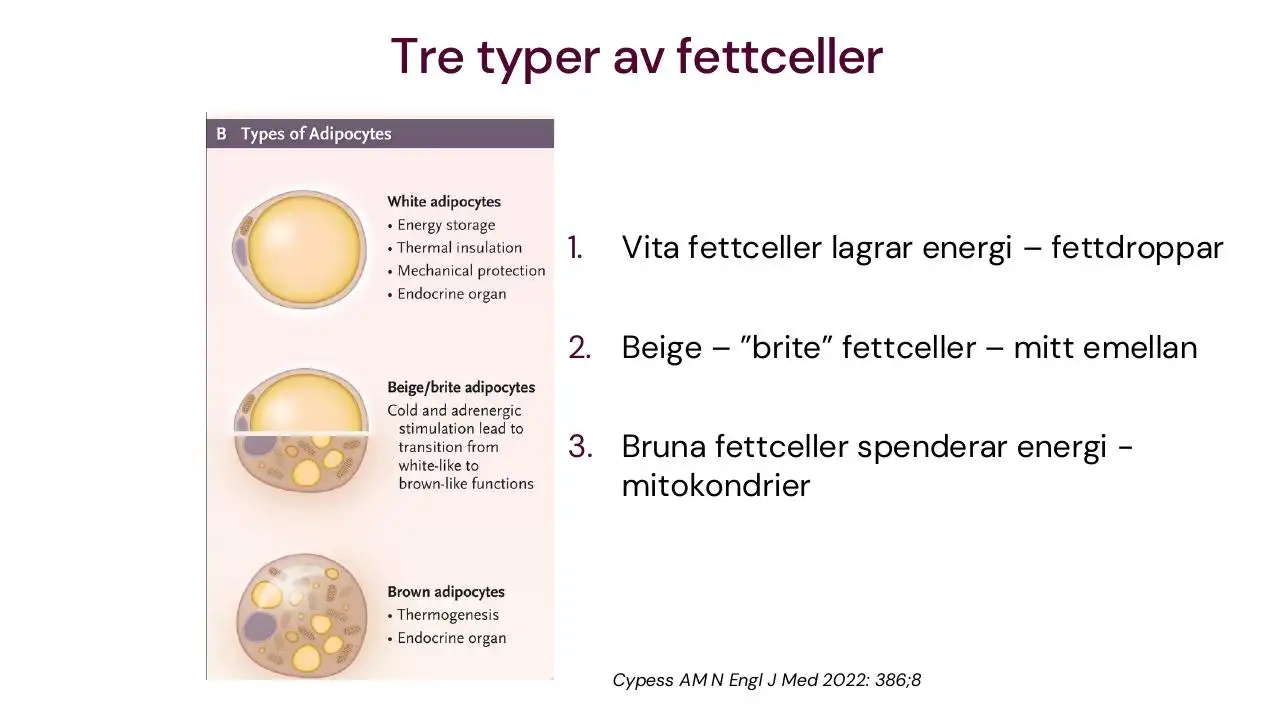 Tre typer av fettceller
B Types of Adipocytes
White adipocytes
• Energy storage
• Thermal insulation
• Mechanical protection
• Endocrine organ
Beige/brite adipocytes
Cold and adrenergic
stimulation lead to
transition from
white-like to
brown-like functions
Brown adipocytes
• Thermogenesis
• Endocrine organ
1. Vita fettceller lagrar energi – fettdroppar
2. Beige – ”brite” fettceller – mitt emellan
3. Bruna fettceller spenderar energi -
mitokondrier
Cypess AM N Engl J Med 2022: 386;8